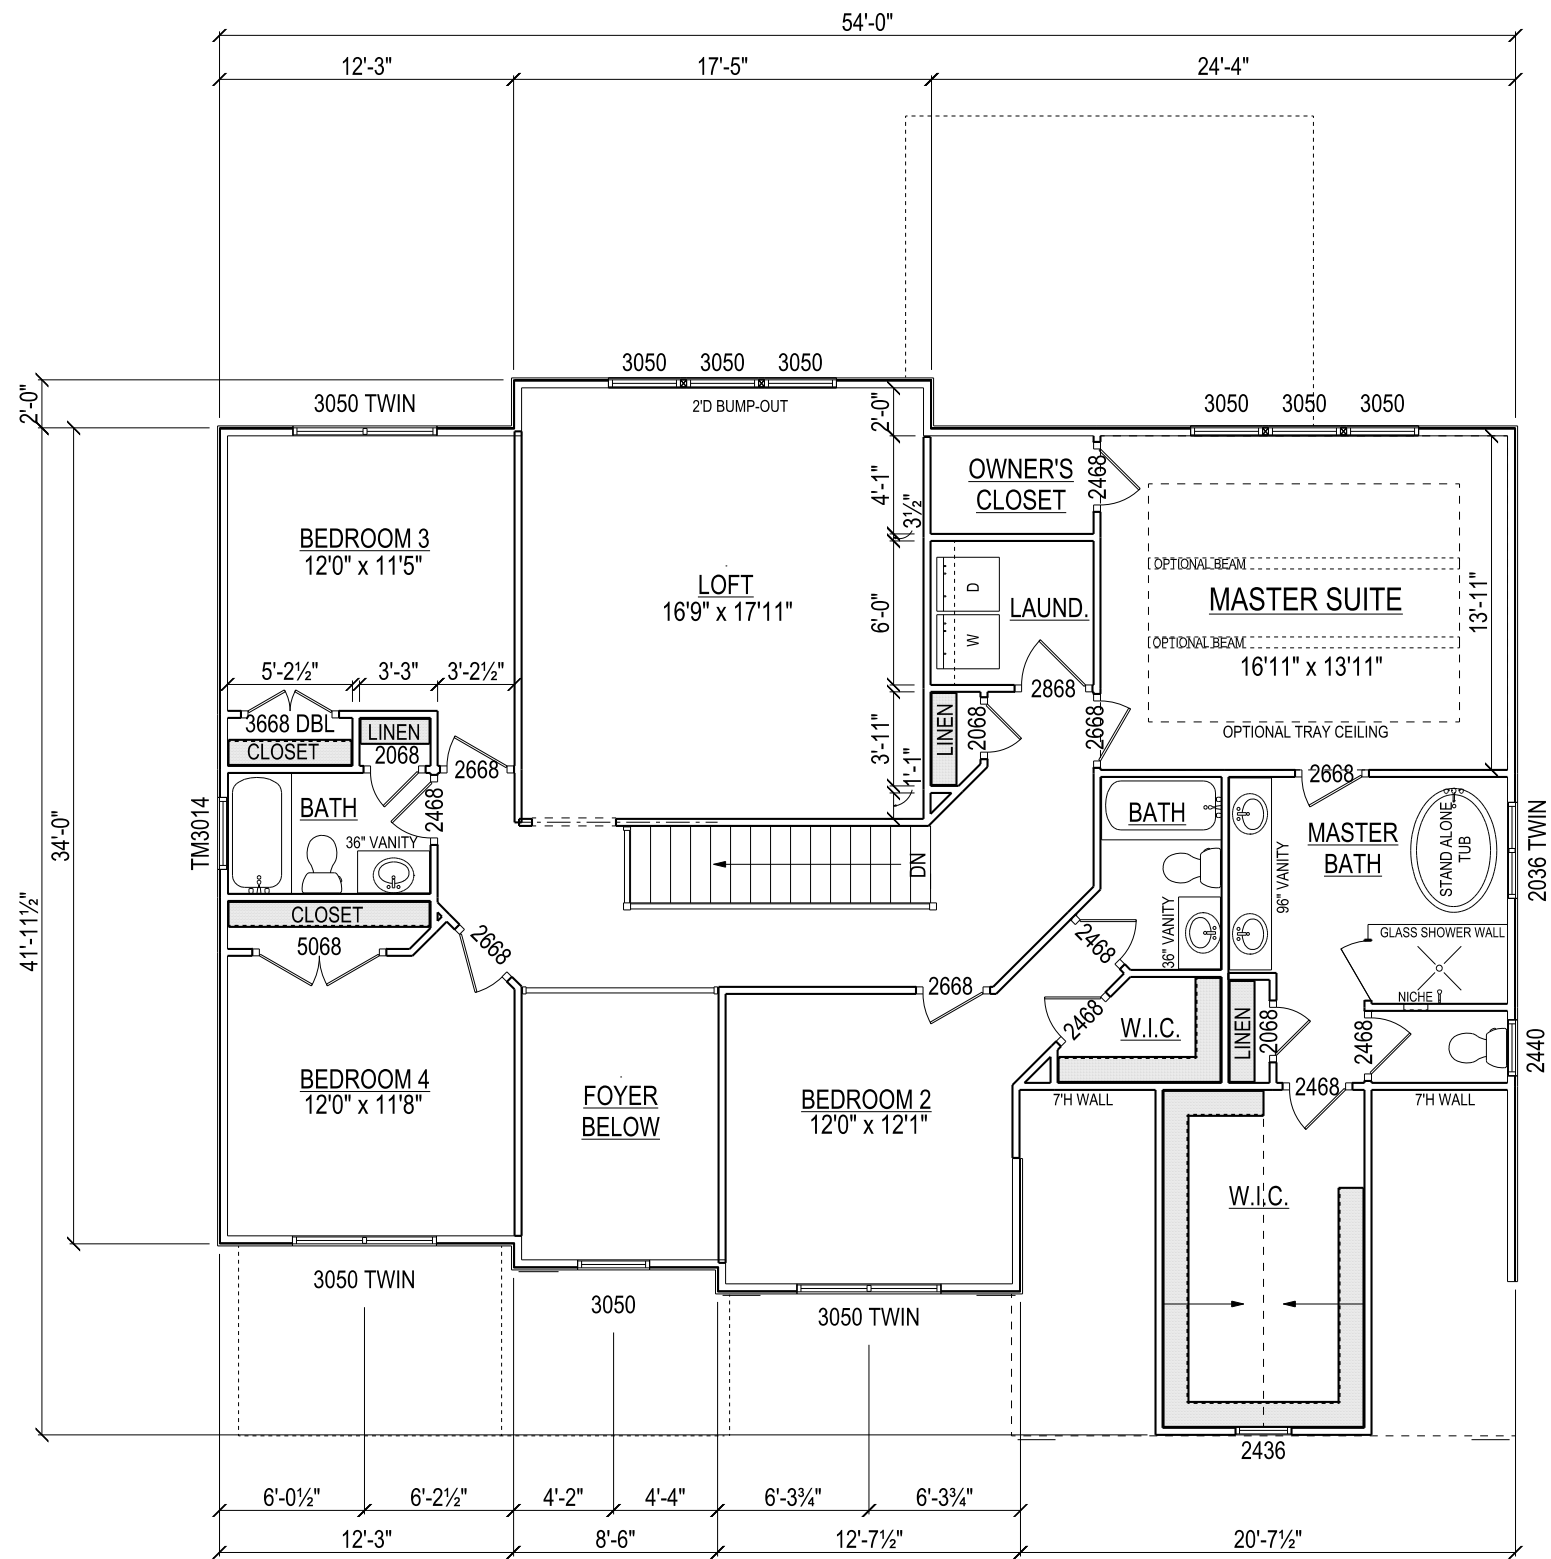 54'-0"
12'-3"
17'-5"
24'-4"
3050
3050
3050
2'-0"
3050 TWIN
2'D BUMP-OUT
2'-0"
3050
3050
3050
OWNER'S
CLOSET
2468
4'-1"
3½"
BEDROOM 3
12'0" x 11'5"
LOFT
16'9" x 17'11"
6'-0"
D
W
LAUND.
2868
OPTIONAL BEAM
MASTER SUITE
OPTIONAL BEAM
16'11" x 13'11"
13'-11"
OPTIONAL TRAY CEILING
5'-2½"
3'-3"
3'-2½"
3668 DBL
CLOSET
LINEN
2068
2668
3'-11"
1'-1"
LINEN
2068
2668
2668
34'-0"
41'-11½"
TM3014
BATH
2468
36" VANITY
DN
BATH
36" VANITY
96" VANITY
MASTER
BATH
STAND ALONE
TUB
2036 TWIN
CLOSET
5068
2668
2468
GLASS SHOWER WALL
NICHE
2668
2468
W.I.C.
LINEN
2068
2468
2440
2468
BEDROOM 4
12'0" x 11'8"
FOYER
BELOW
BEDROOM 2
12'0" x 12'1"
7'H WALL
7'H WALL
W.I.C.
3050 TWIN
3050
3050 TWIN
2436
6'-0½"
6'-2½"
4'-2"
4'-4"
6'-3¾"
6'-3¾"
12'-3"
8'-6"
12'-7½"
20'-7½"